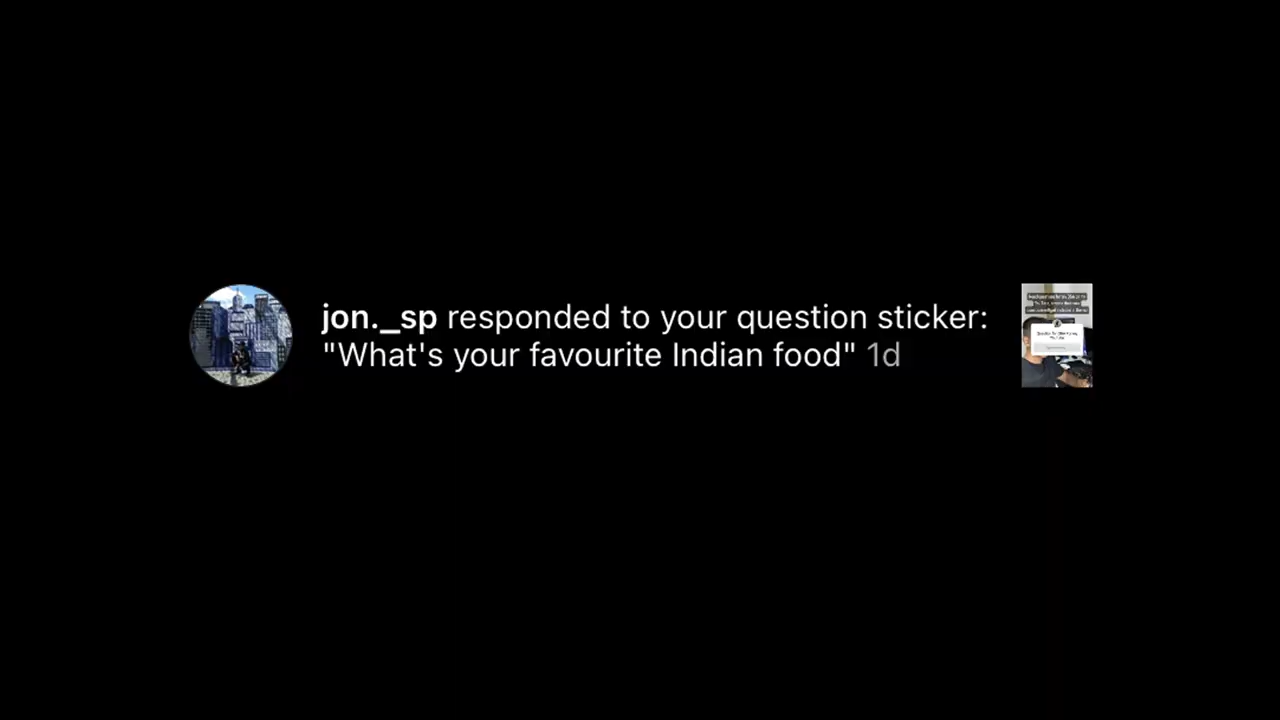 jon._sp responded to your question sticker:
"What's your favourite Indian food" 1d